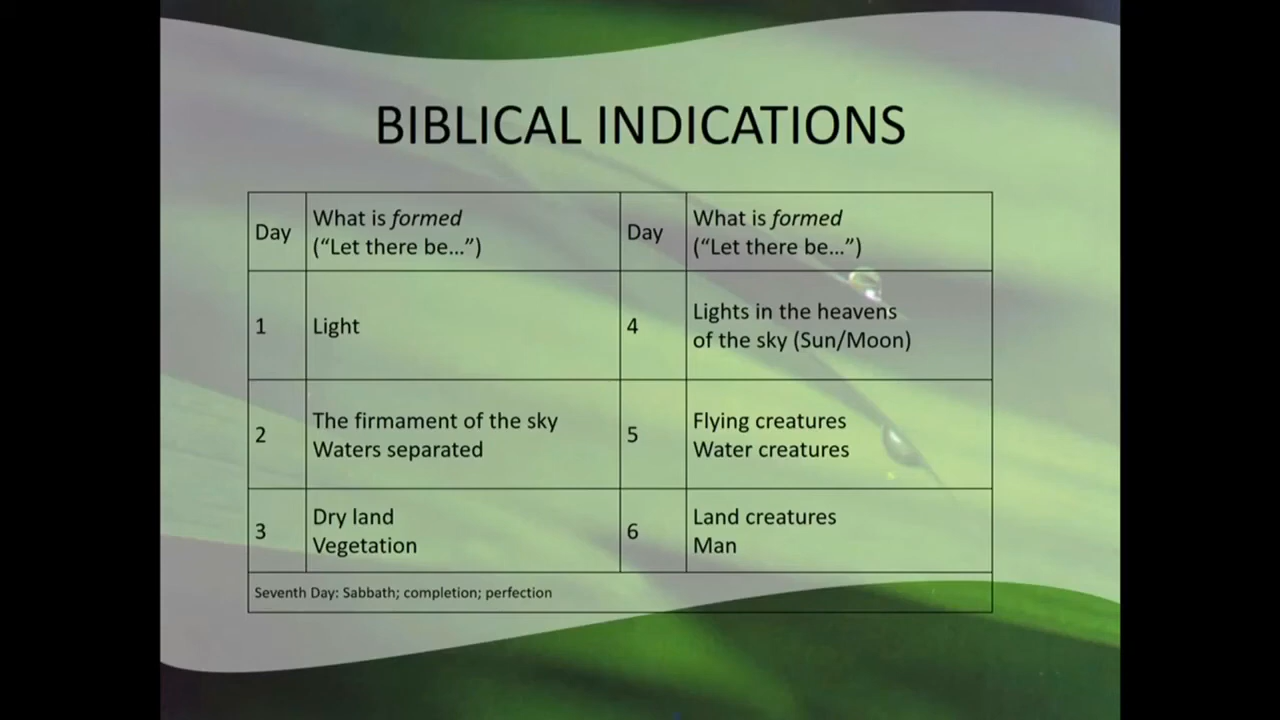 BIBLICAL INDICATIONS
Day
What is formed
(“Let there be…”)
Day
What is formed
(“Let there be…”)
1
Light
4
Lights in the heavens
of the sky (Sun/Moon)
2
The firmament of the sky
Waters separated
5
Flying creatures
Water creatures
3
Dry land
Vegetation
6
Land creatures
Man
Seventh Day: Sabbath; completion; perfection